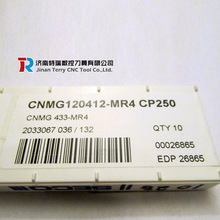 济南特瑞数控刀具有限公司
Jinan Terry CNC Tool Co.,Ltd
CNMG120412-MR4 CP250
CNMG 433-MR4
2033067 036 / 132
QTY 10
00026865
EDP 26865